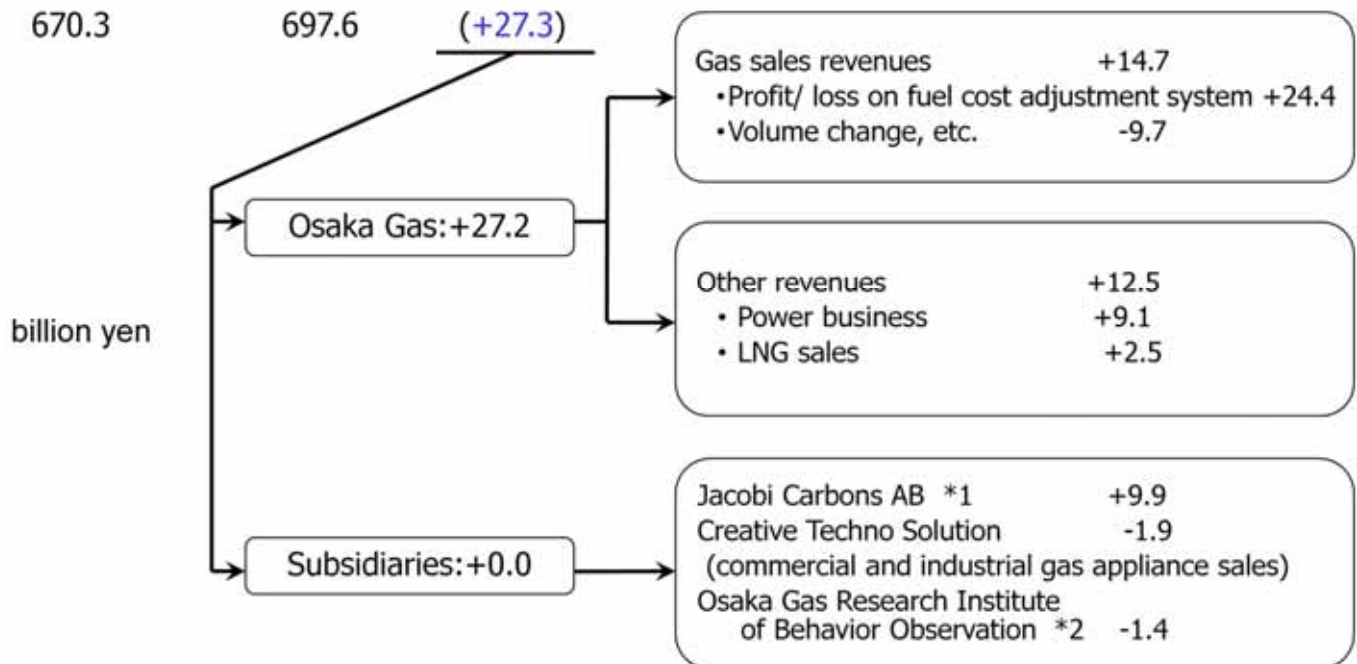 670.3 697.6 (+27.3)
Gas sales revenues +14.7
・Profit/ loss on fuel cost adjustment system +24.4
・Volume change, etc. -9.7
Osaka Gas:+27.2
Other revenues +12.5
・ Power business +9.1
・ LNG sales +2.5
billion yen
Jacobi Carbons AB *1 +9.9
Creative Techno Solution -1.9
(commercial and industrial gas appliance sales)
Osaka Gas Research Institute
of Behavior Observation *2 -1.4
Subsidiaries:+0.0